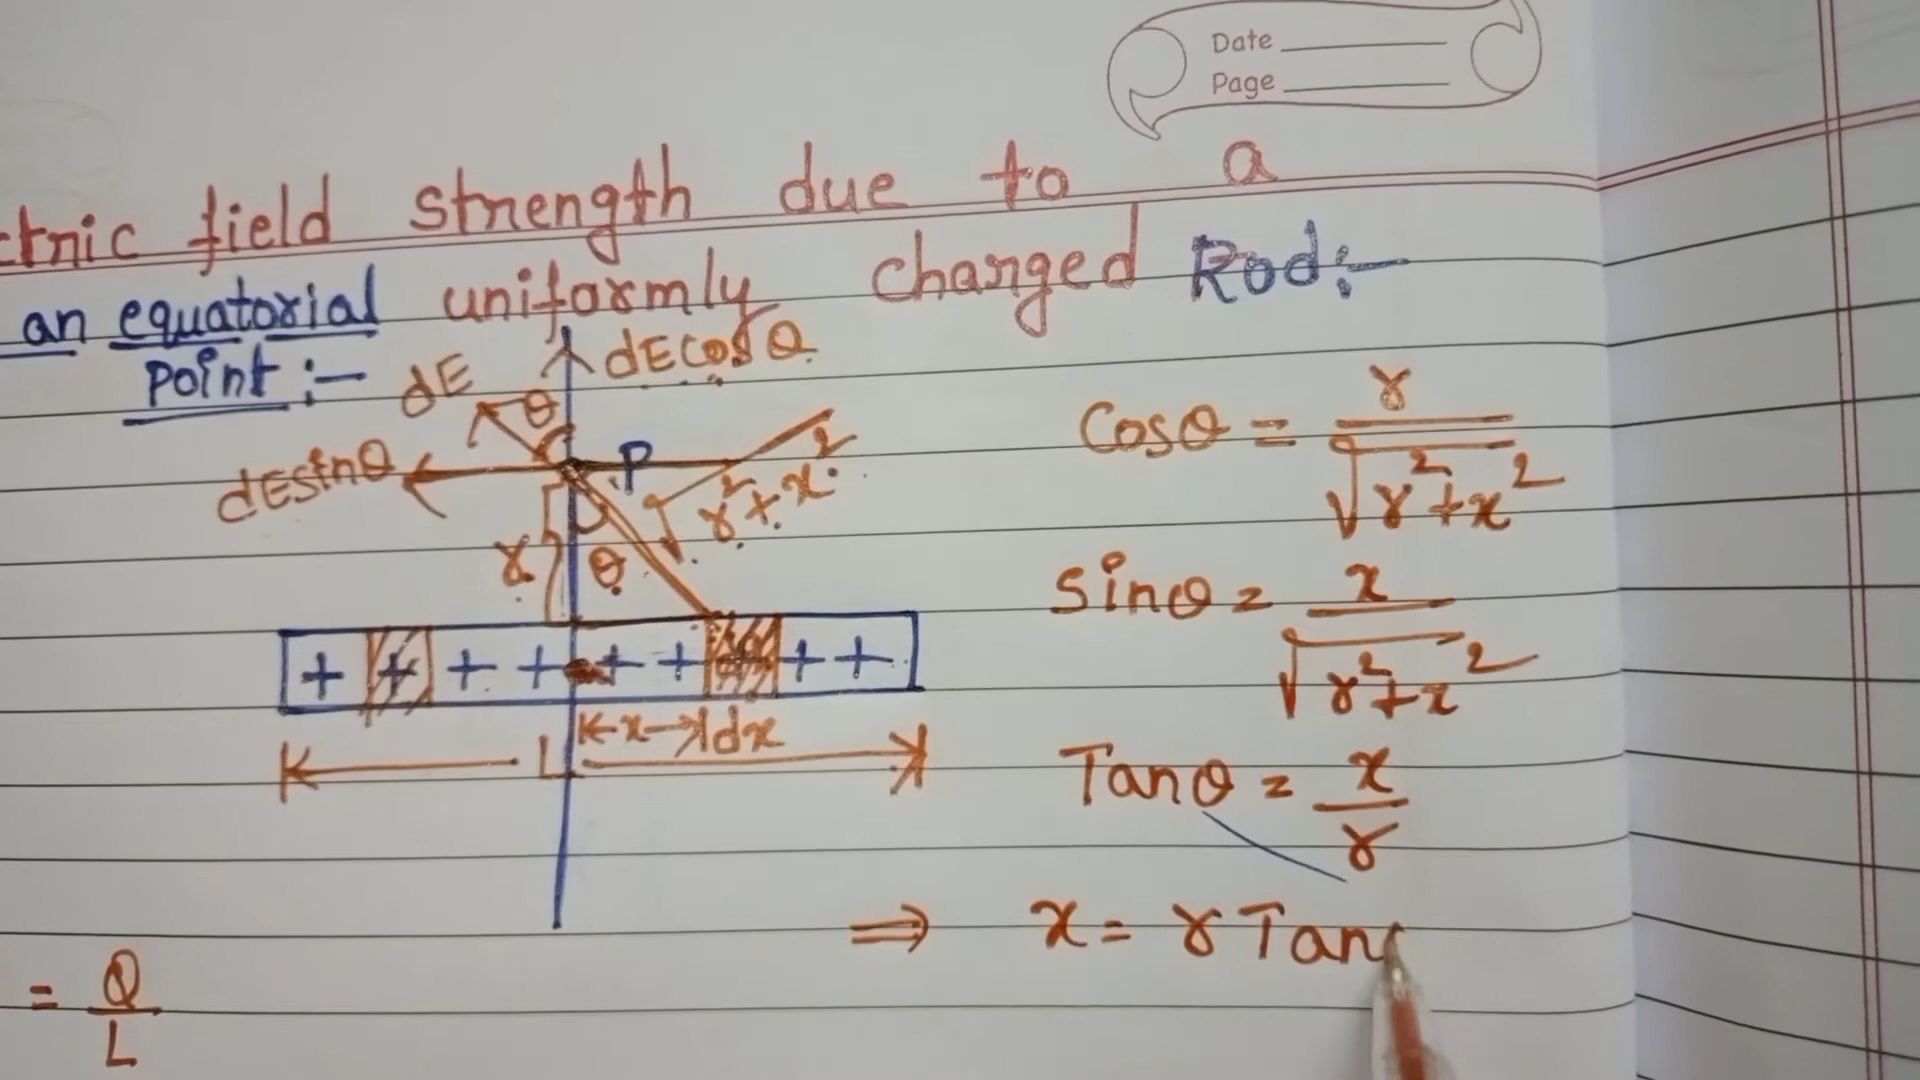 Date
Page
ctric field strength due to a
an equatorial uniformly charged Rod:-
point:-
dE
θ
dEcosθ
dEsinθ
P
√r²+x²
r
θ
+ + + + + + + + +
x dx
L
Cosθ = r/√r²+x²
Sinθ = x/√r²+x²
Tanθ = x/r
⇒ x = r Tan
= Q/L